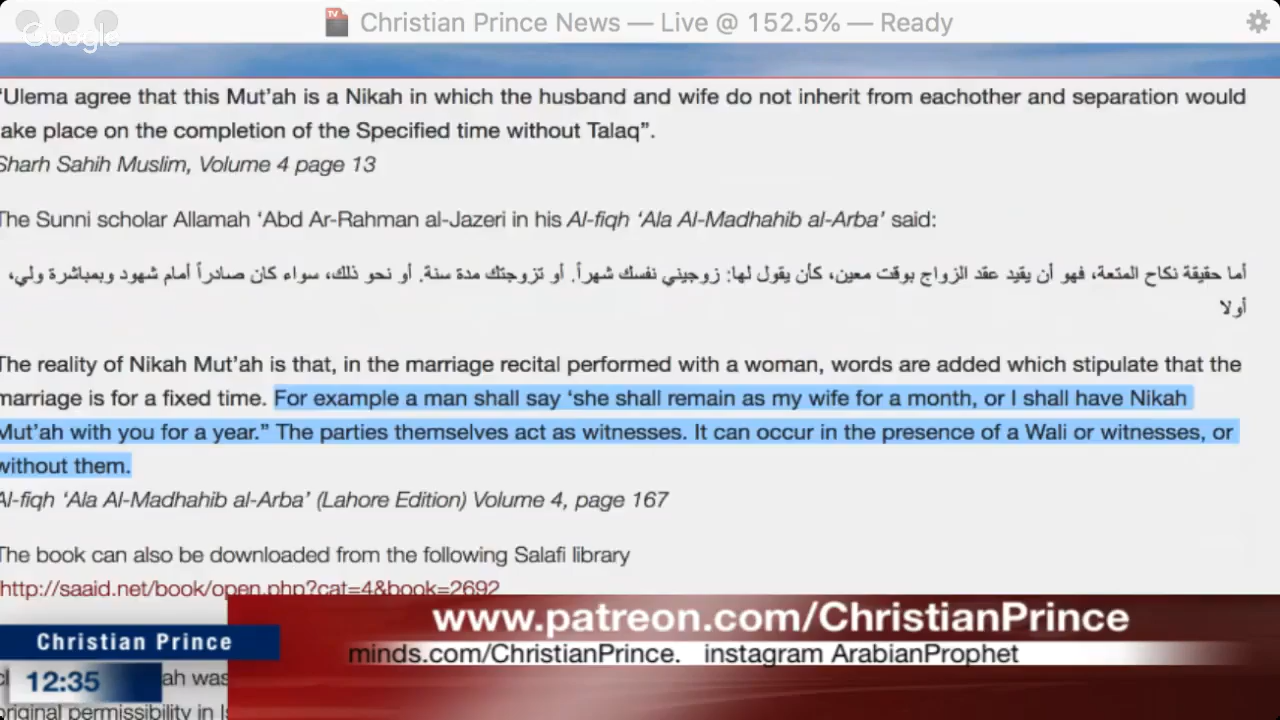 Christian Prince News — Live @ 152.5% — Ready
Google
“Ulema agree that this Mut’ah is a Nikah in which the husband and wife do not inherit from eachother and separation would
ake place on the completion of the Specified time without Talaq”.
Sharh Sahih Muslim, Volume 4 page 13
The Sunni scholar Allamah ‘Abd Ar-Rahman al-Jazeri in his Al-fiqh ‘Ala Al-Madhahib al-Arba’ said:
أما حقيقة نكاح المتعة، فهو أن يقيد عقد الزواج بوقت معين، كأن يقول لها: زوجيني نفسك شهراً. أو تزوجتك مدة سنة. أو نحو ذلك، سواء كان صادراً أمام شهود وبمباشرة ولي،
أولا
The reality of Nikah Mut’ah is that, in the marriage recital performed with a woman, words are added which stipulate that the
marriage is for a fixed time. For example a man shall say ‘she shall remain as my wife for a month, or I shall have Nikah
Mut’ah with you for a year.” The parties themselves act as witnesses. It can occur in the presence of a Wali or witnesses, or
without them.
Al-fiqh ‘Ala Al-Madhahib al-Arba’ (Lahore Edition) Volume 4, page 167
The book can also be downloaded from the following Salafi library
http://saaid.net/book/open.php?cat=4&book=2692
www.patreon.com/ChristianPrince
Christian Prince
minds.com/ChristianPrince. instagram ArabianProphet
12:35
ah was
original permissibility in